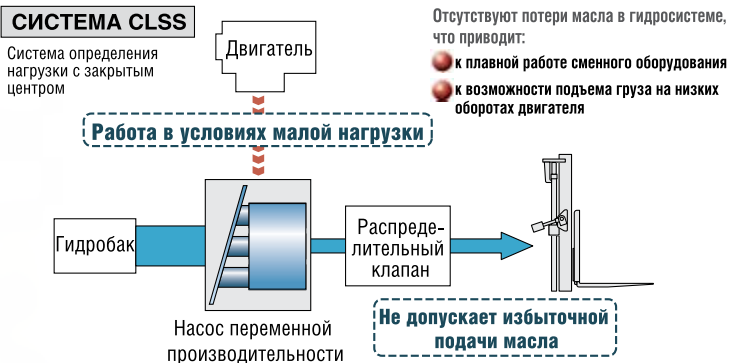 СИСТЕМА CLSS
Система определения
нагрузки с закрытым
центром
Двигатель
Отсутствуют потери масла в гидросистеме,
что приводит:
к плавной работе сменного оборудования
к возможности подъема груза на низких
оборотах двигателя
Работа в условиях малой нагрузки
Гидробак
Распреде-
лительный
клапан
Насос переменной
производительности
Не допускает избыточной
подачи масла